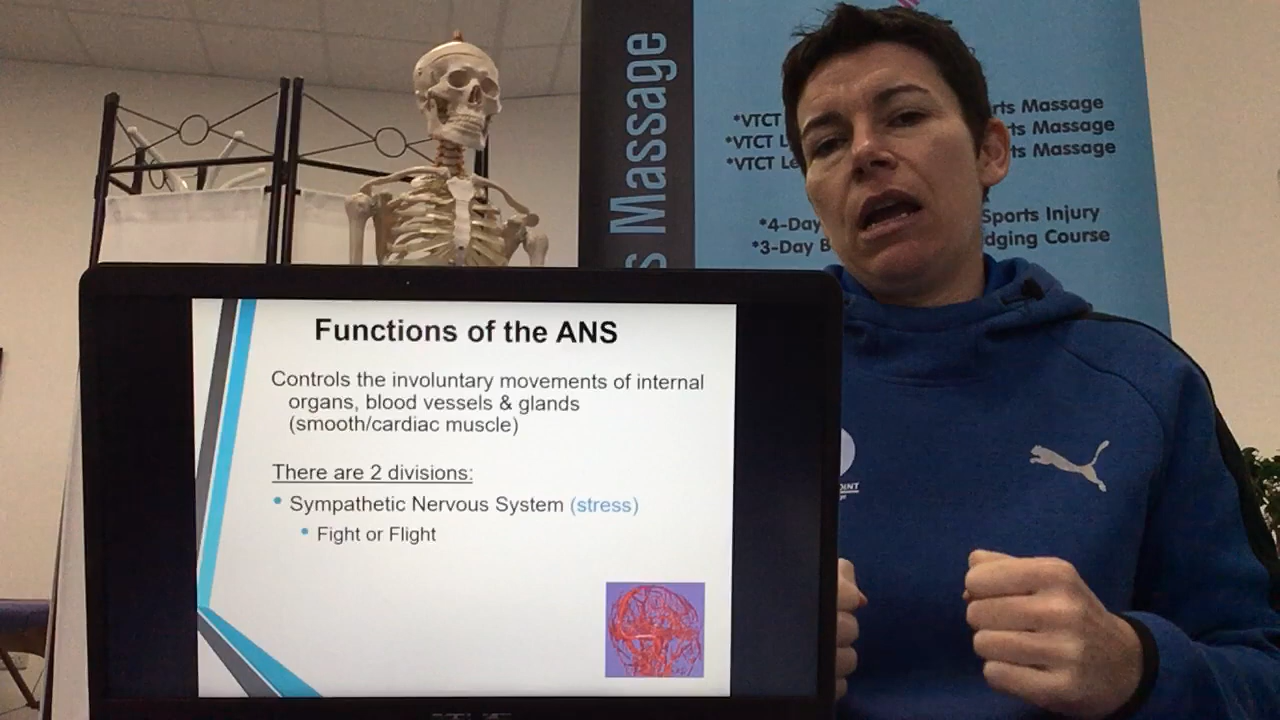 Massage
*VTCT
rts Massage
*VTCT L
rts Massage
*VTCT Le
ts Massage
*4-Day
Sports Injury
*3-Day B
dging Course
Functions of the ANS
Controls the involuntary movements of internal
organs, blood vessels & glands
(smooth/cardiac muscle)
There are 2 divisions:
• Sympathetic Nervous System (stress)
• Fight or Flight